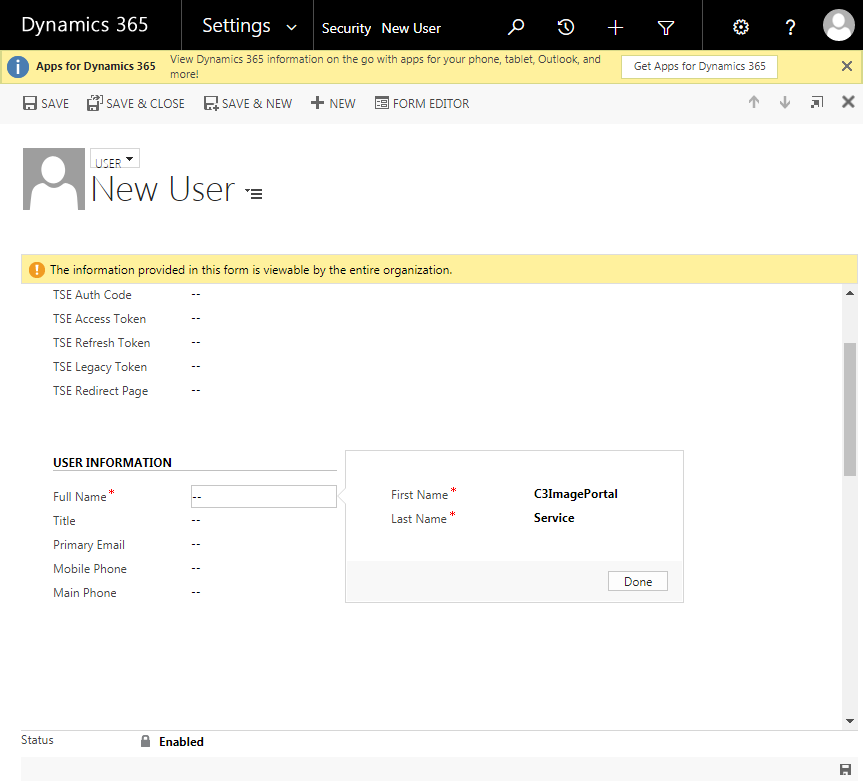 Dynamics 365 Settings Security New User ?
i Apps for Dynamics 365 View Dynamics 365 information on the go with apps for your phone, tablet, Outlook, and
more!
Get Apps for Dynamics 365
SAVE SAVE & CLOSE SAVE & NEW NEW FORM EDITOR
USER
New User
! The information provided in this form is viewable by the entire organization.
TSE Auth Code --
TSE Access Token --
TSE Refresh Token --
TSE Legacy Token --
TSE Redirect Page --
USER INFORMATION
Full Name* --
Title --
Primary Email --
Mobile Phone --
Main Phone --
First Name* C3ImagePortal
Last Name* Service
Done
Status Enabled